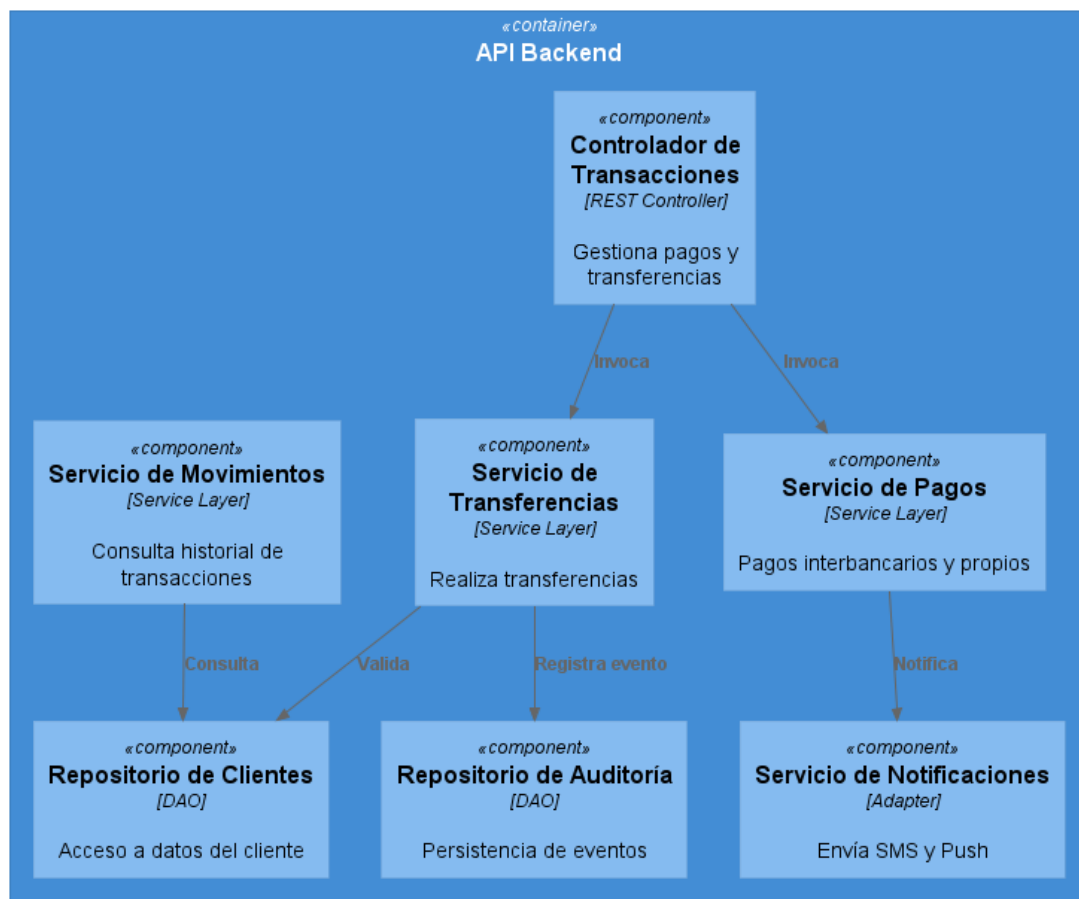 «container»
API Backend
«component»
Controlador de
Transacciones
[REST Controller]
Gestiona pagos y
transferencias
Invoca
Invoca
«component»
Servicio de Movimientos
[Service Layer]
Consulta historial de
transacciones
«component»
Servicio de
Transferencias
[Service Layer]
Realiza transferencias
«component»
Servicio de Pagos
[Service Layer]
Pagos interbancarios y propios
Consulta
Valida
Registra evento
Notifica
«component»
Repositorio de Clientes
[DAO]
Acceso a datos del cliente
«component»
Repositorio de Auditoría
[DAO]
Persistencia de eventos
«component»
Servicio de Notificaciones
[Adapter]
Envía SMS y Push